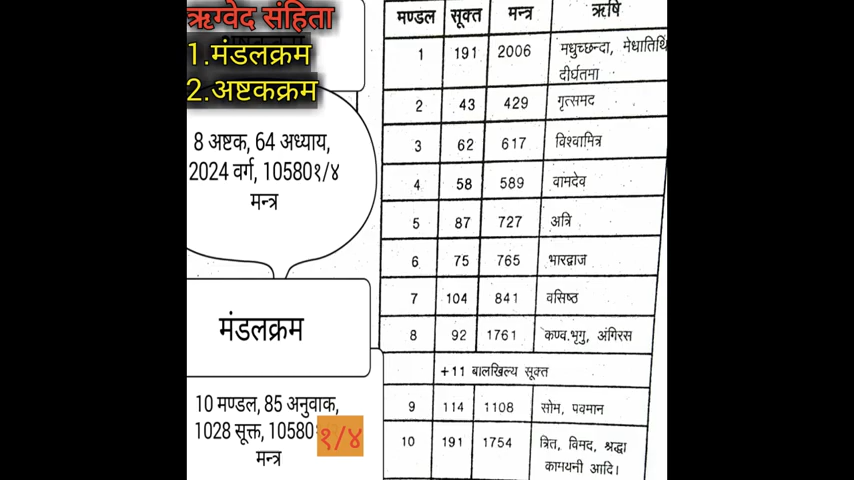 ऋग्वेद संहिता
1.मंडलक्रम
2.अष्टकक्रम
8 अष्टक, 64 अध्याय,
2024 वर्ग, 10580१/४
मन्त्र
मंडलक्रम
10 मण्डल, 85 अनुवाक,
1028 सूक्त, 10580 १/४
मन्त्र
मण्डल सूक्त मन्त्र ऋषि
1 191 2006 मधुच्छन्दा, मेधातिथि
दीर्घतमा
2 43 429 गृत्समद
3 62 617 विश्वामित्र
4 58 589 वामदेव
5 87 727 अत्रि
6 75 765 भारद्वाज
7 104 841 वसिष्ठ
8 92 1761 कण्व.भृगु, अंगिरस
+11 बालखिल्य सूक्त
9 114 1108 सोम, पवमान
10 191 1754 त्रित, विमद, श्रद्धा
कामयनी आदि।